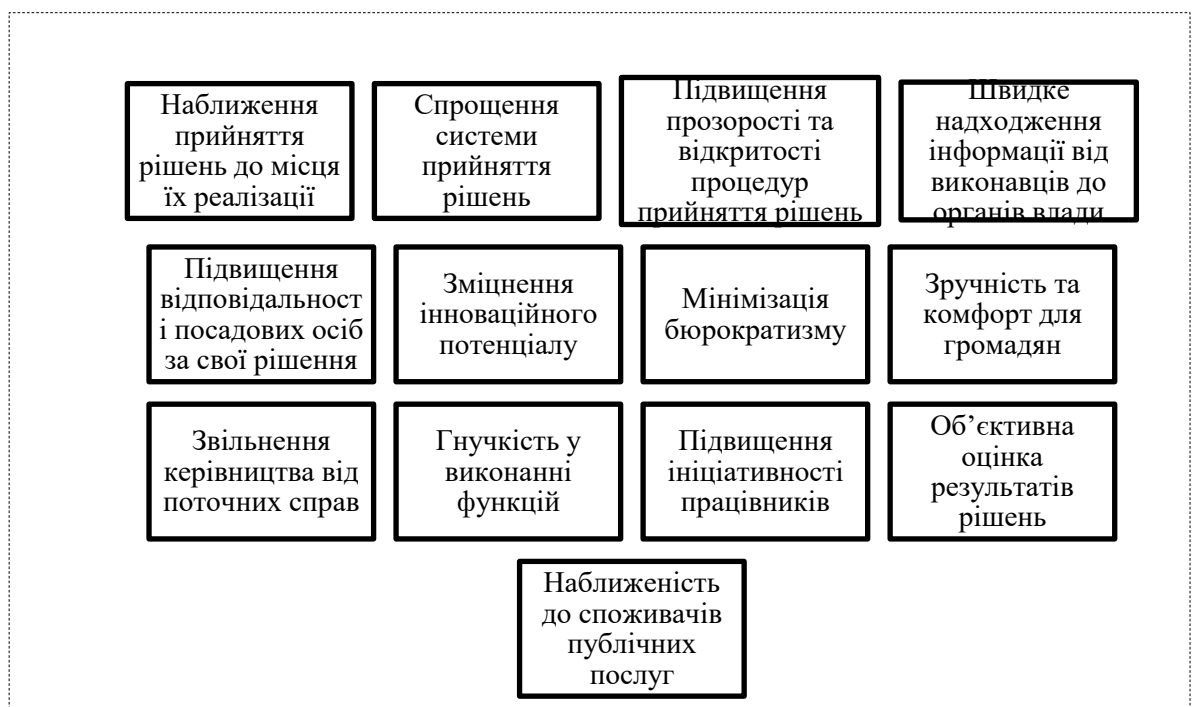 Наближення
прийняття
рішень до місця
їх реалізації
Спрощення
системи
прийняття
рішень
Підвищення
прозорості та
відкритості
процедур
прийняття рішень
Швидке
надходження
інформації від
виконавців до
органів влади
Підвищення
відповідальност
і посадових осіб
за свої рішення
Зміцнення
інноваційного
потенціалу
Мінімізація
бюрократизму
Зручність та
комфорт для
громадян
Звільнення
керівництва від
поточних справ
Гнучкість у
виконанні
функцій
Підвищення
ініціативності
працівників
Об’єктивна
оцінка
результатів
рішень
Наближеність
до споживачів
публічних
послуг